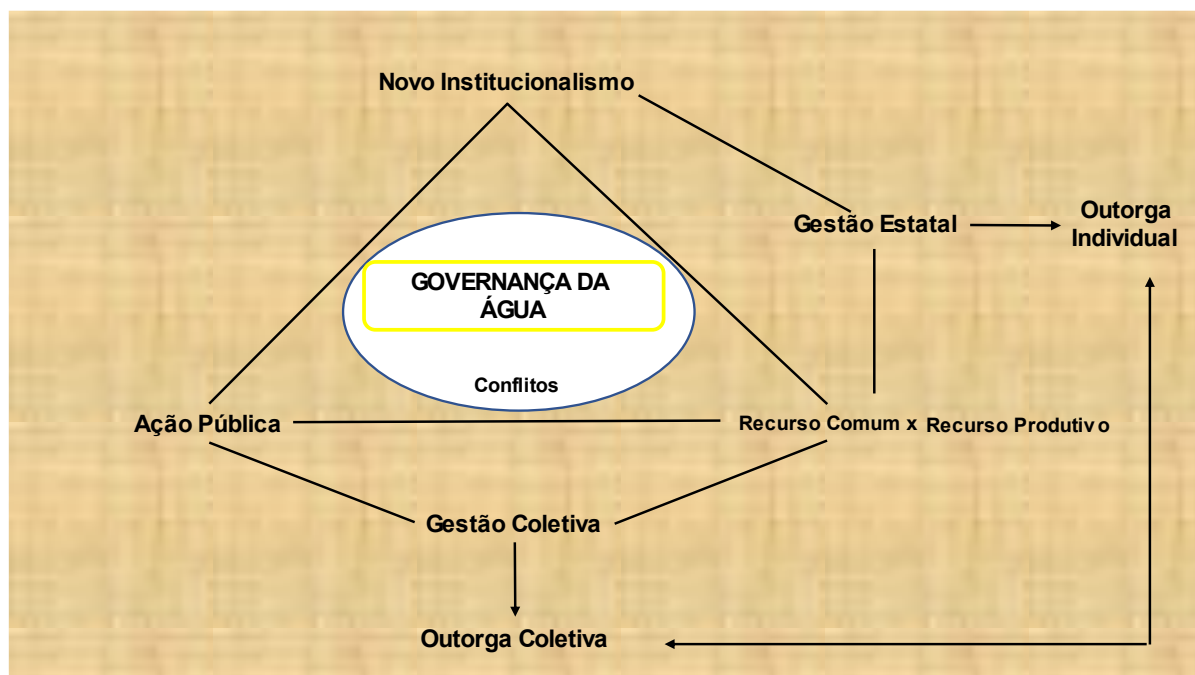 Novo Institucionalismo
Gestão Estatal
Outorga
Individual
GOVERNANÇA DA
ÁGUA
Conflitos
Ação Pública
Recurso Comum x Recurso Produtivo
Gestão Coletiva
Outorga Coletiva